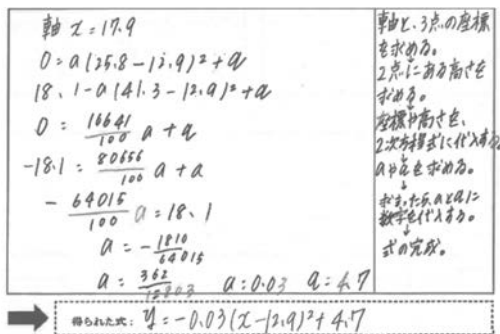 軸 x=17.9
0=a(25.8-12.9)²+q
18.1-a(41.3-12.9)²+q
0= 16641/100 a+q
-18.1= 80656/100 a+a
- 64015/100 a=18.1
a=- 1810/64015
a= 362/12803 a:0.03 q=4.7
軸と、3点の座標
を求める。
2点にある高さを
求める。
↓
座標や高さを、
2次方程式に代入する
aやqを求める。
↓
求まったら、aとqに
数字を代入する。
↓
式の完成。
得られた式: y=-0.03(x-12.9)²+4.7